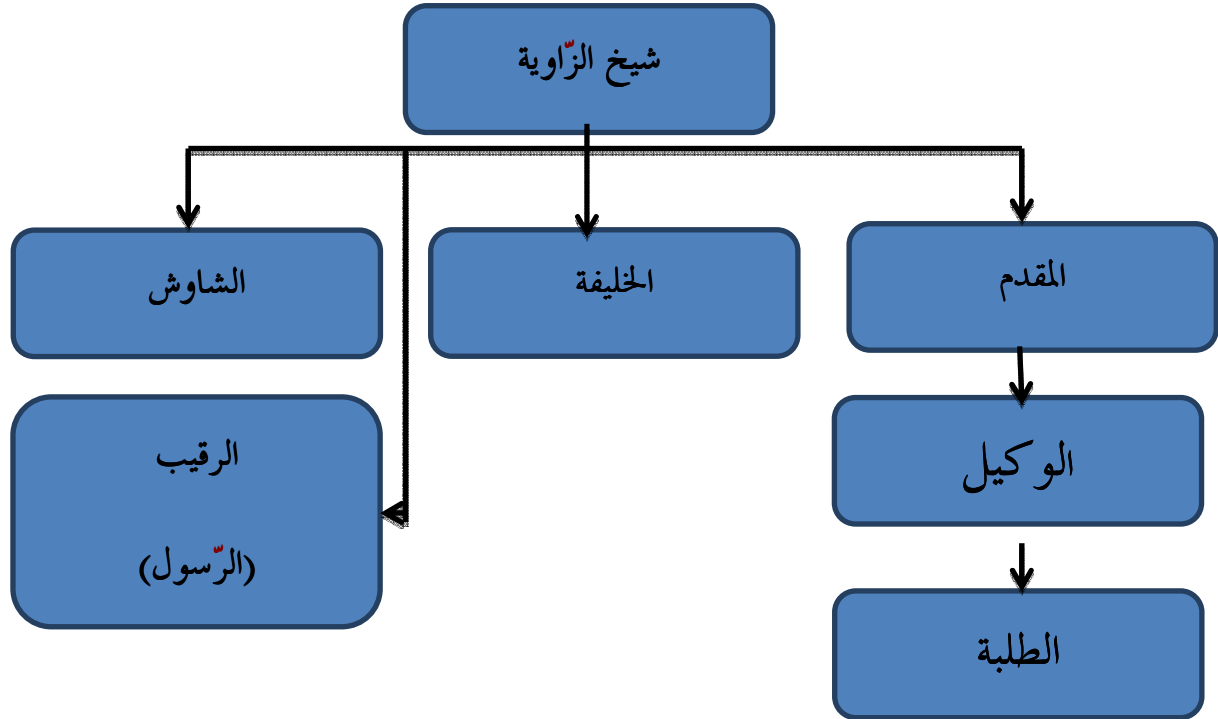 شيخ الزّاوية
المقدم
الخليفة
الشاوش
الوكيل
الرقيب
(الرّسول)
الطلبة